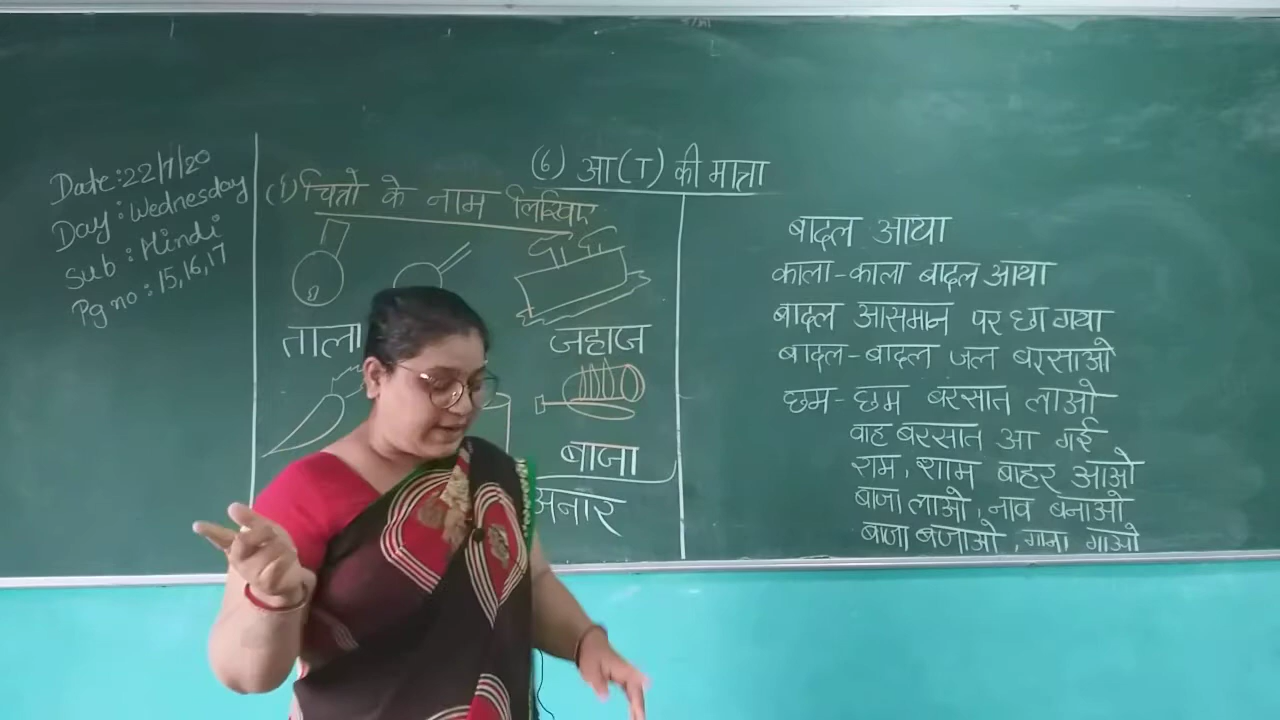 Date: 22/7/20
Day: Wednesday
Sub: Hindi
Pg no: 15,16,17
(6) आ(ा) की मात्रा
(1) चित्रो के नाम लिखिए
ताला
जहाज
बाजा
अनार
बादल आया
काला-काला बादल आया
बादल आसमान पर छा गया
बादल-बादल जल बरसाओ
छम-छम बरसात लाओ
वाह बरसात आ गई
राम, शाम बाहर आओ
बाजा लाओ, नाव बनाओ
बाजा बजाओ, गाना गाओ